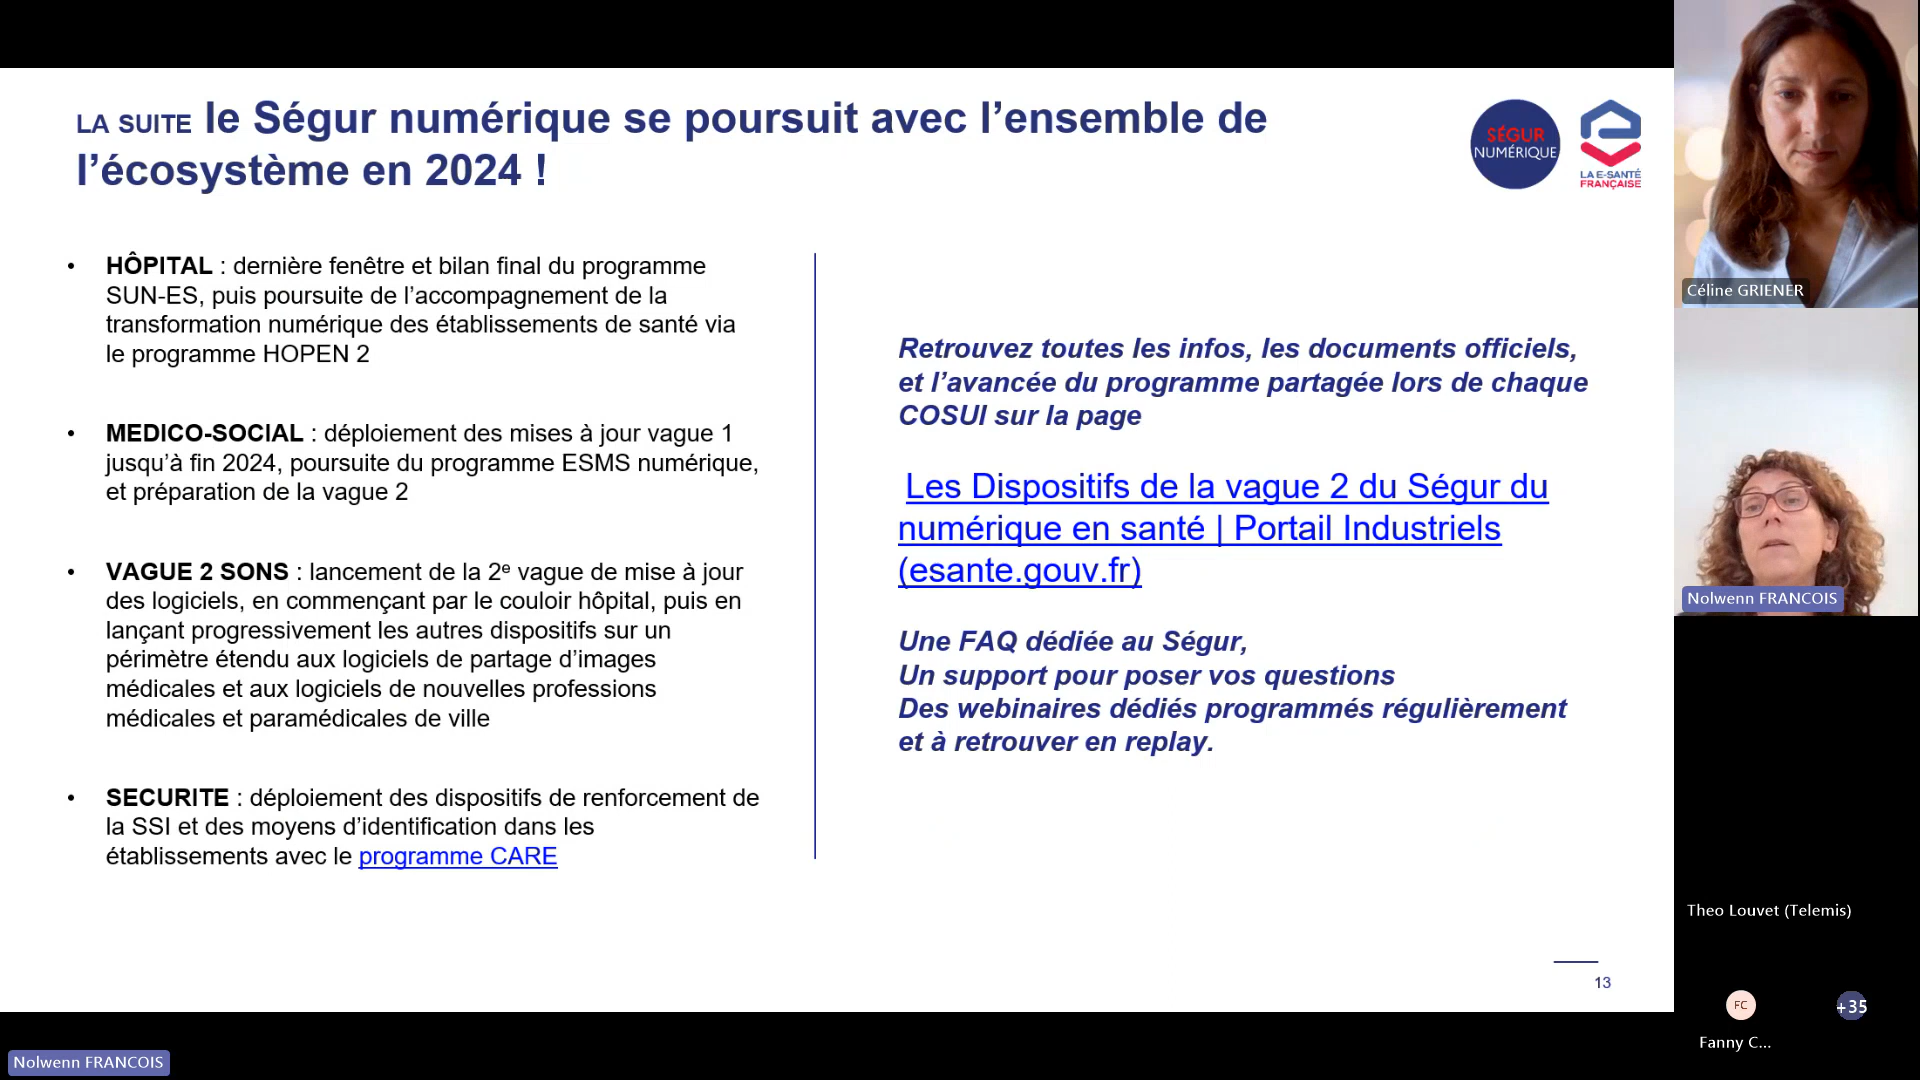 LA SUITE le Ségur numérique se poursuit avec l’ensemble de
l’écosystème en 2024 !
SÉGUR
NUMÉRIQUE
LA E-SANTÉ
FRANÇAISE
• HÔPITAL : dernière fenêtre et bilan final du programme
SUN-ES, puis poursuite de l’accompagnement de la
transformation numérique des établissements de santé via
le programme HOPEN 2
• MEDICO-SOCIAL : déploiement des mises à jour vague 1
jusqu’à fin 2024, poursuite du programme ESMS numérique,
et préparation de la vague 2
• VAGUE 2 SONS : lancement de la 2e vague de mise à jour
des logiciels, en commençant par le couloir hôpital, puis en
lançant progressivement les autres dispositifs sur un
périmètre étendu aux logiciels de partage d’images
médicales et aux logiciels de nouvelles professions
médicales et paramédicales de ville
• SECURITE : déploiement des dispositifs de renforcement de
la SSI et des moyens d’identification dans les
établissements avec le programme CARE
Retrouvez toutes les infos, les documents officiels,
et l’avancée du programme partagée lors de chaque
COSUI sur la page
Les Dispositifs de la vague 2 du Ségur du
numérique en santé | Portail Industriels
(esante.gouv.fr)
Une FAQ dédiée au Ségur,
Un support pour poser vos questions
Des webinaires dédiés programmés régulièrement
et à retrouver en replay.
13
Céline GRIENER
Nolwenn FRANCOIS
Theo Louvet (Telemis)
FC
+35
Fanny C...
Nolwenn FRANCOIS